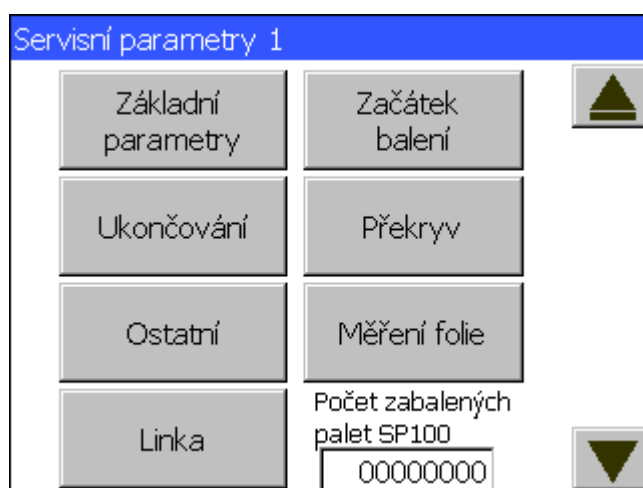 Servisní parametry 1
Základní
parametry
Začátek
balení
Ukončování
Překryv
Ostatní
Měření folie
Linka
Počet zabalených
palet SP100
00000000